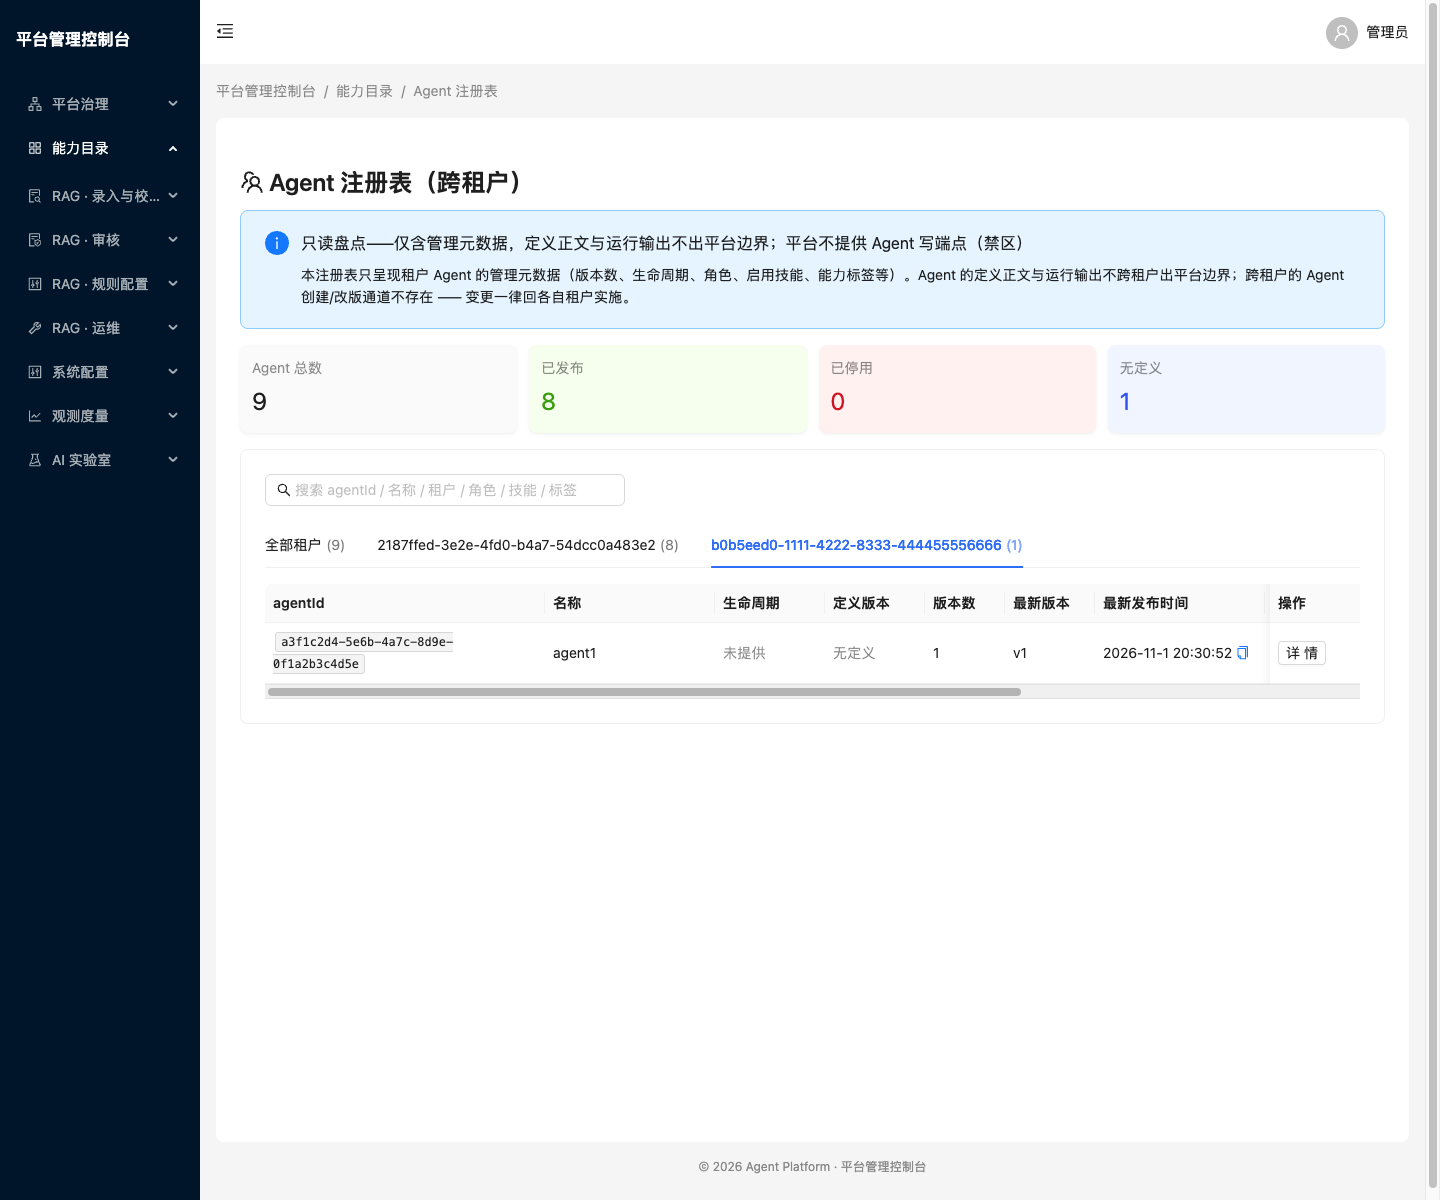 平台管理控制台
管理员
平台治理
能力目录
RAG · 录入与校...
RAG · 审核
RAG · 规则配置
RAG · 运维
系统配置
观测度量
AI 实验室
平台管理控制台 / 能力目录 / Agent 注册表
Agent 注册表（跨租户）
只读盘点——仅含管理元数据，定义正文与运行输出不出平台边界；平台不提供 Agent 写端点（禁区）
本注册表只呈现租户 Agent 的管理元数据（版本数、生命周期、角色、启用技能、能力标签等）。Agent 的定义正文与运行输出不跨租户出平台边界；跨租户的 Agent
创建/改版通道不存在 —— 变更一律回各自租户实施。
Agent 总数
9
已发布
8
已停用
0
无定义
1
搜索 agentId / 名称 / 租户 / 角色 / 技能 / 标签
全部租户 (9) 2187ffed-3e2e-4fd0-b4a7-54dcc0a483e2 (8) b0b5eed0-1111-4222-8333-444455556666 (1)
agentId 名称 生命周期 定义版本 版本数 最新版本 最新发布时间 操作
a3f1c2d4-5e6b-4a7c-8d9e-
0f1a2b3c4d5e
agent1 未提供 无定义 1 v1 2026-11-1 20:30:52 详 情
© 2026 Agent Platform · 平台管理控制台